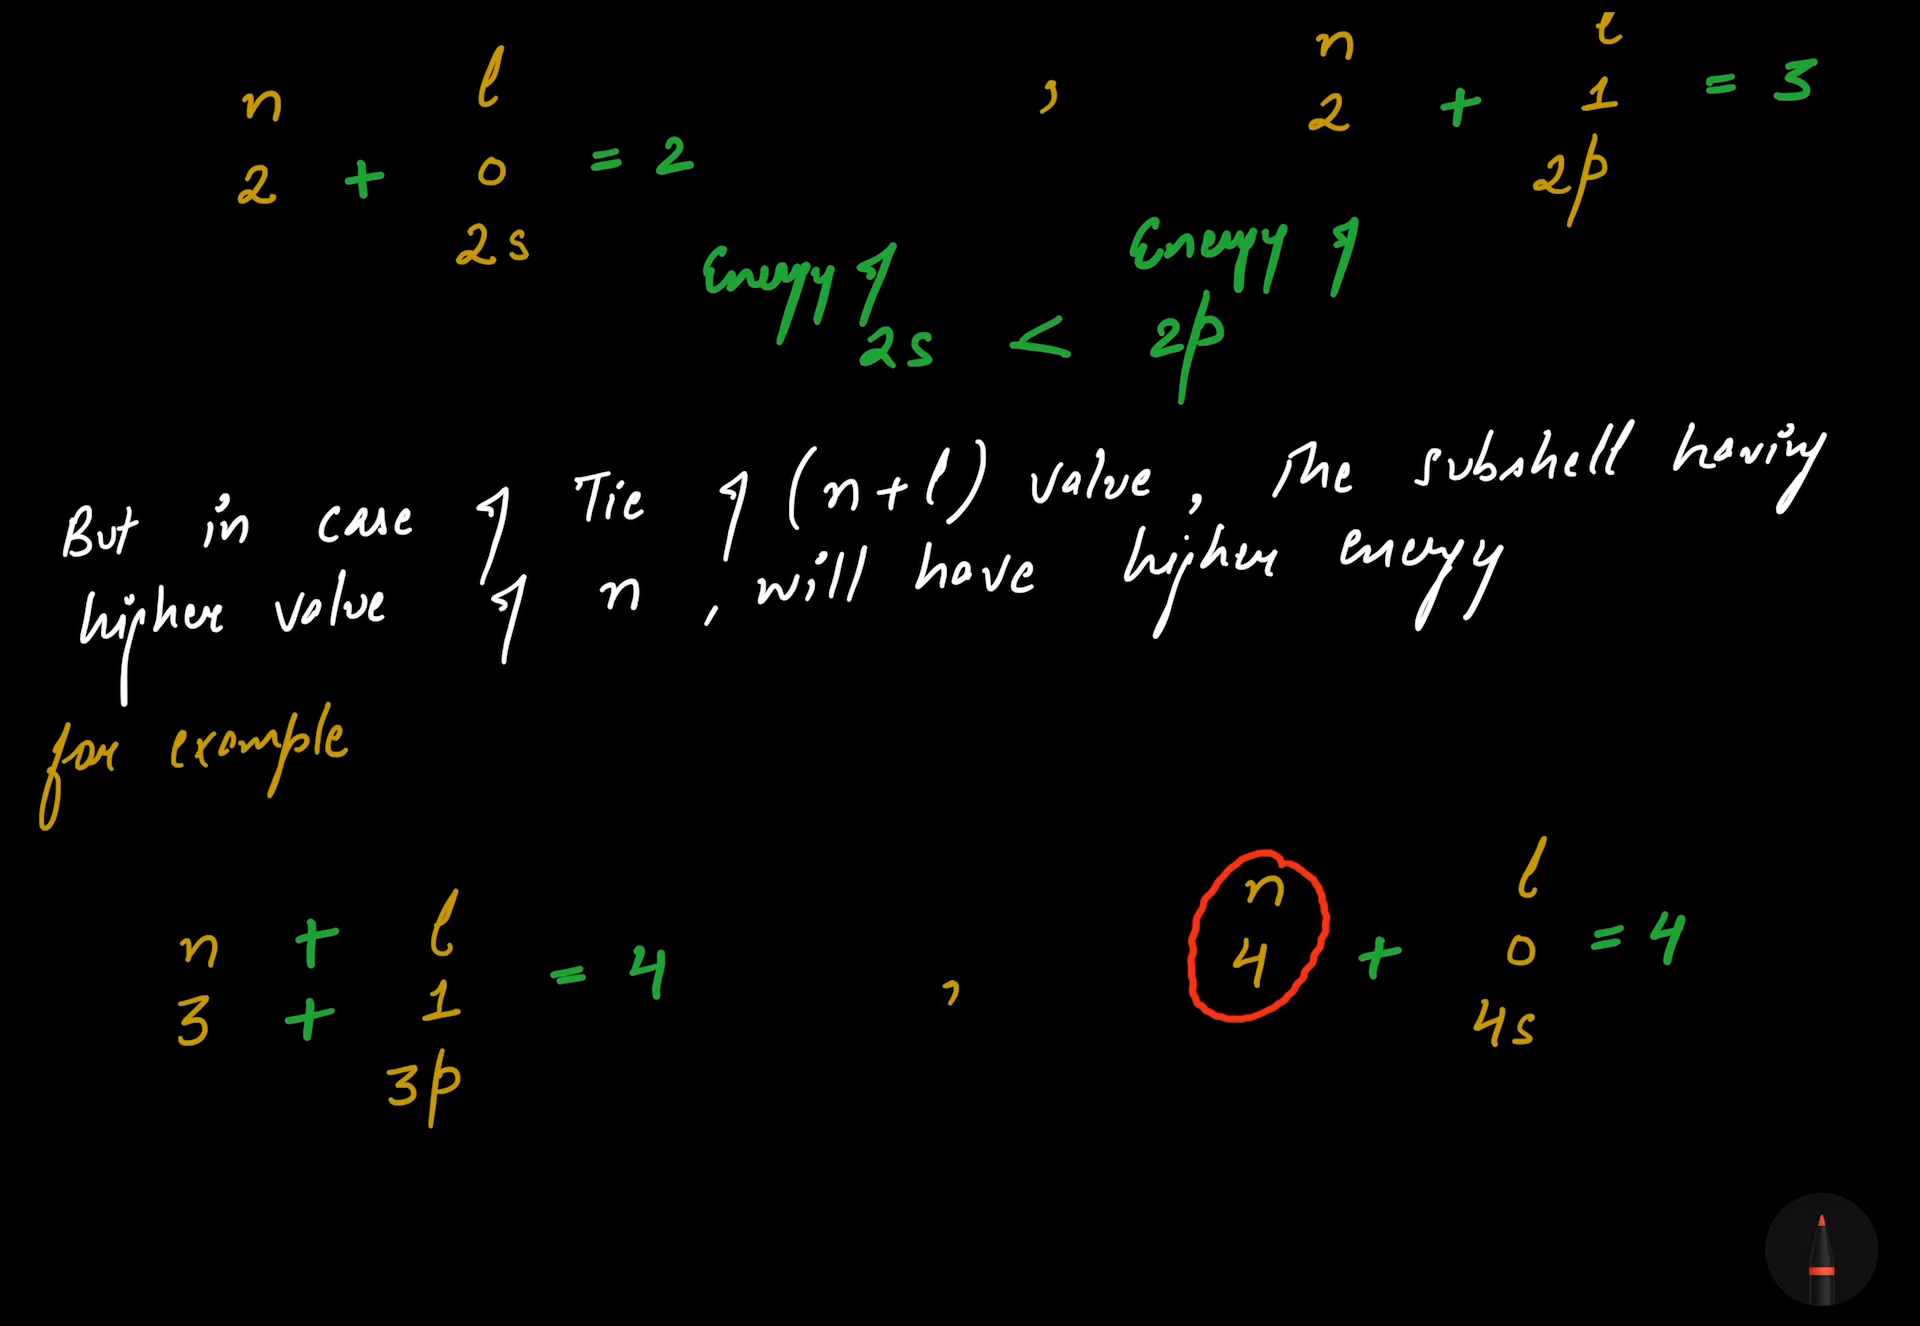 n l , n l
2 + 0 = 2 2 + 1 = 3
2s 2p
Energy of 2s < Energy of 2p
But in case of Tie of (n+l) value, The subshell having
higher value of n, will have higher energy
for example
n + l n l
3 + 1 = 4 , 4 + 0 = 4
3p 4s